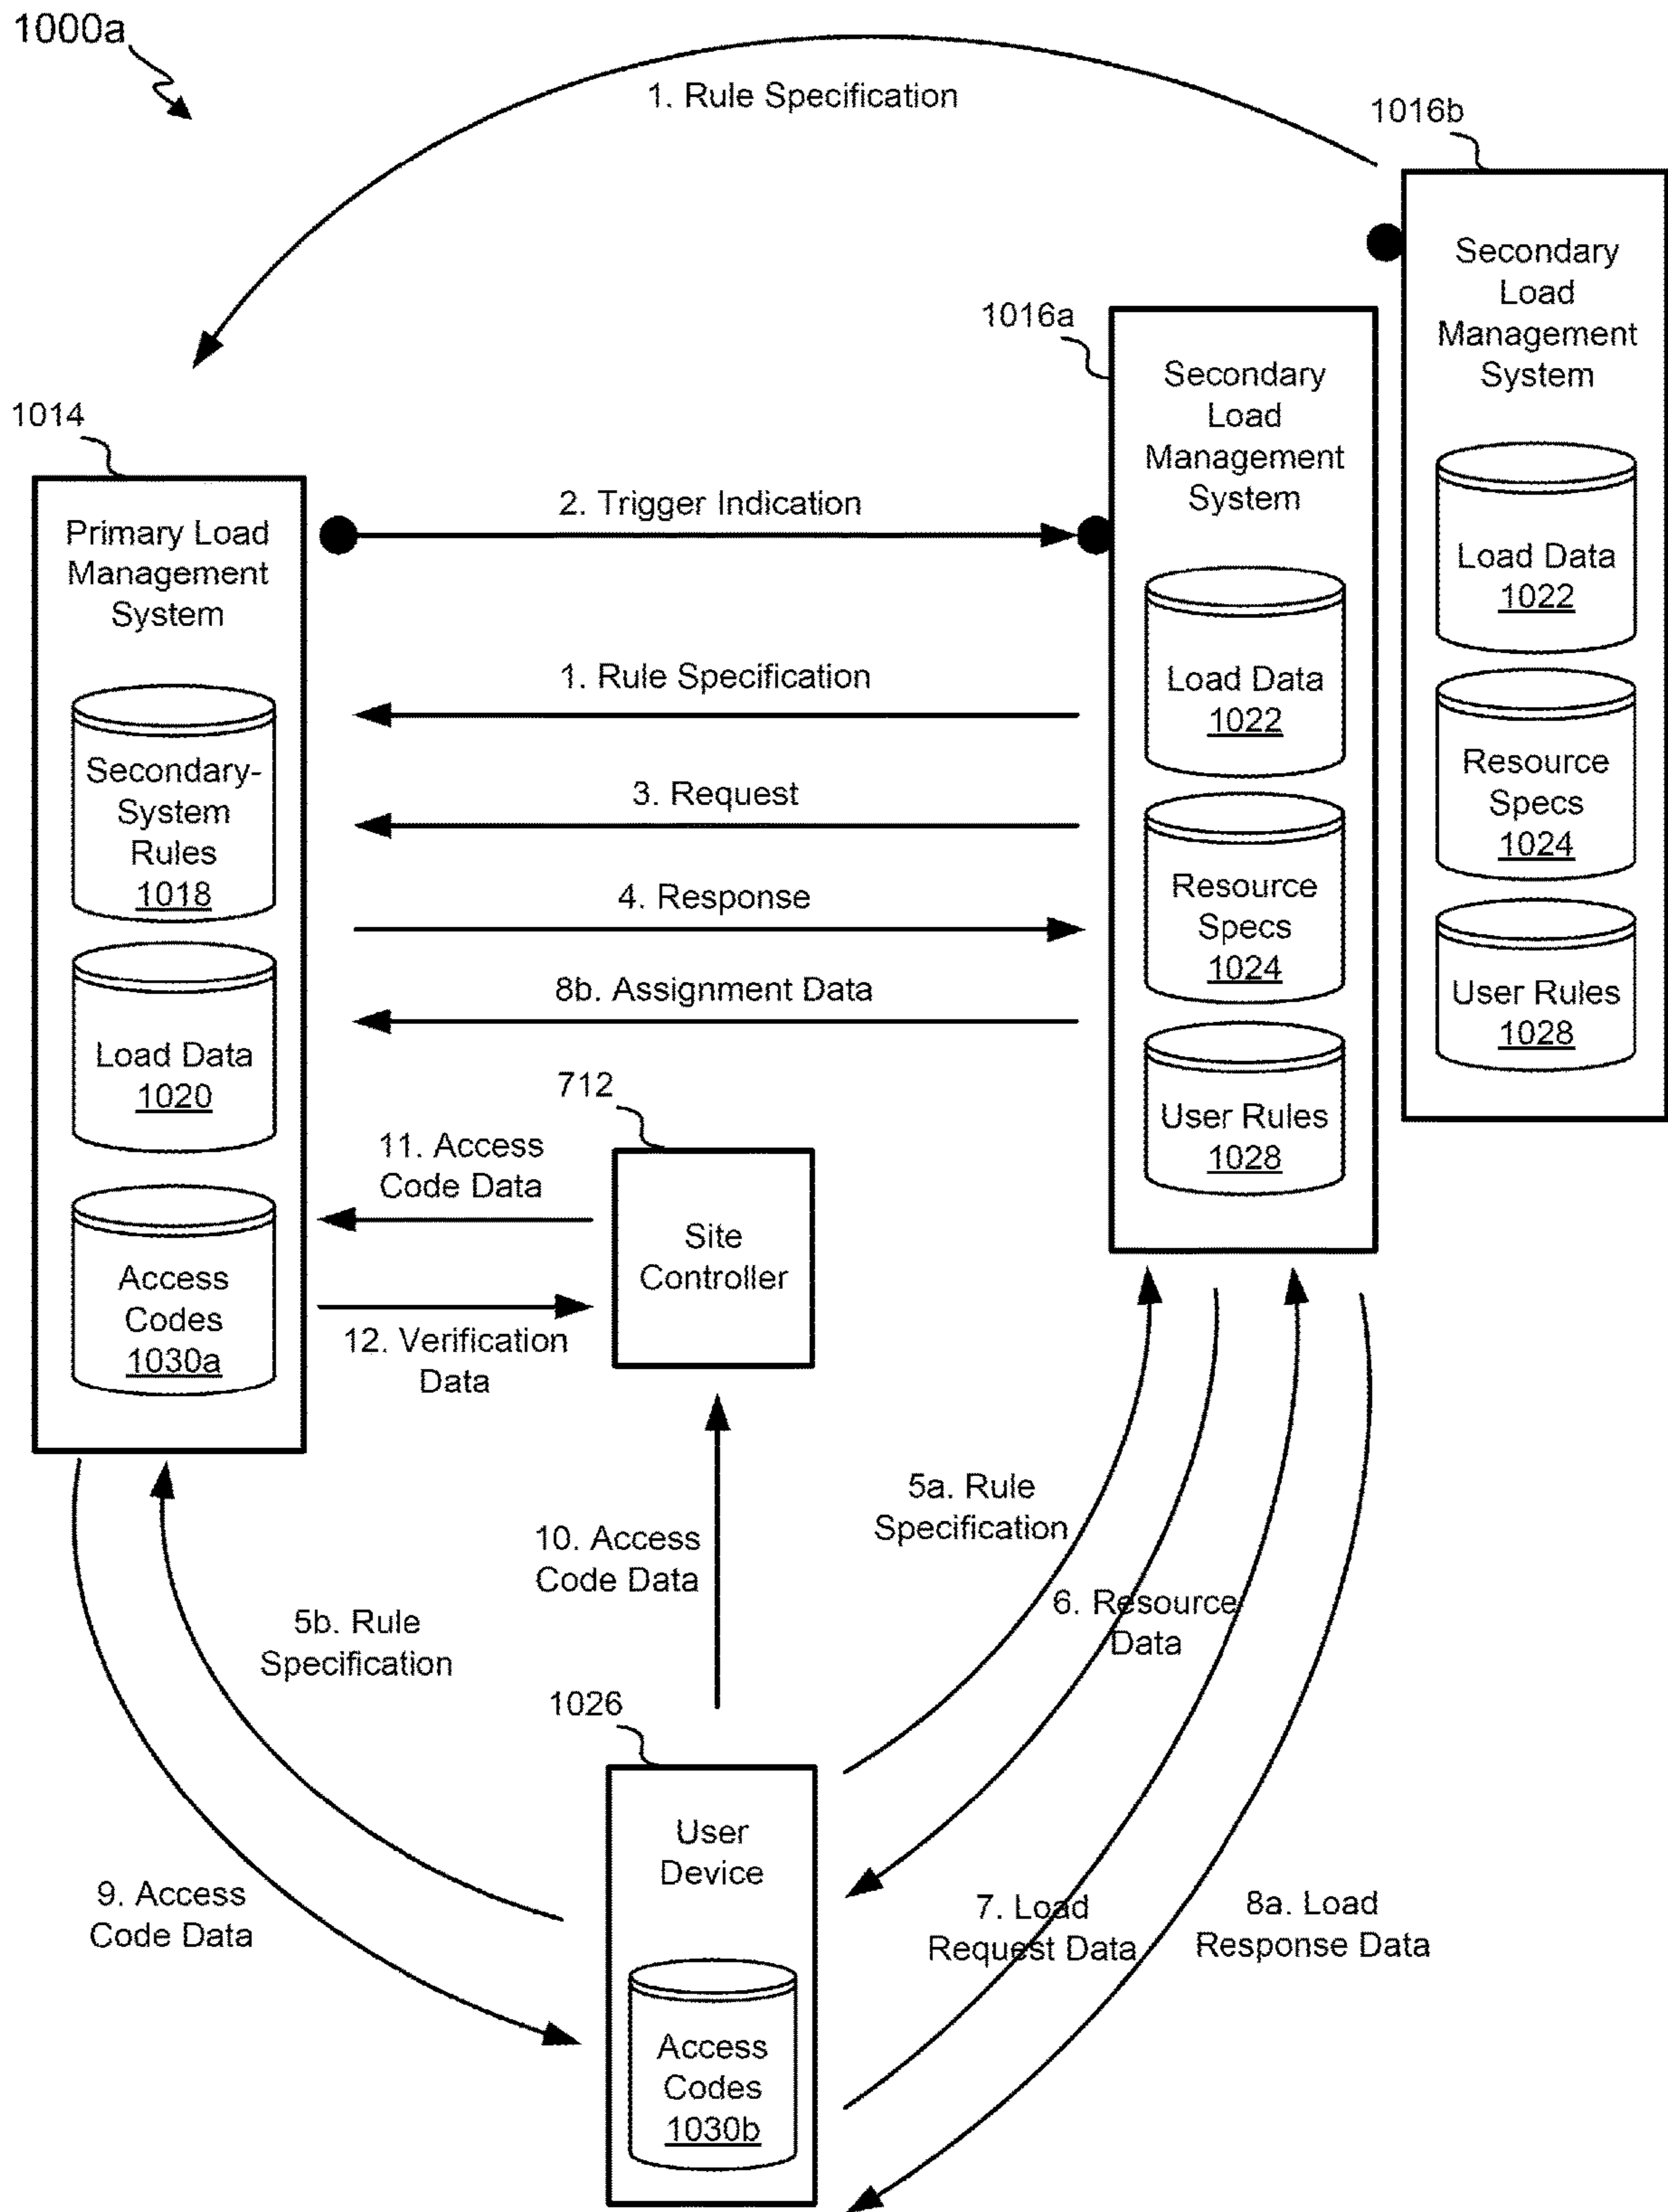 1000a
1. Rule Specification
1016b
Secondary
Load
Management
System
Load Data
1022
Resource
Specs
1024
User Rules
1028
1016a
Secondary
Load
Management
System
Load Data
1022
Resource
Specs
1024
User Rules
1028
1014
Primary Load
Management
System
Secondary-
System
Rules
1018
Load Data
1020
Access
Codes
1030a
2. Trigger Indication
1. Rule Specification
3. Request
4. Response
8b. Assignment Data
712
11. Access
Code Data
Site
Controller
12. Verification
Data
10. Access
Code Data
5a. Rule
Specification
6. Resource
Data
5b. Rule
Specification
1026
User
Device
Access
Codes
1030b
9. Access
Code Data
7. Load
Request Data
8a. Load
Response Data